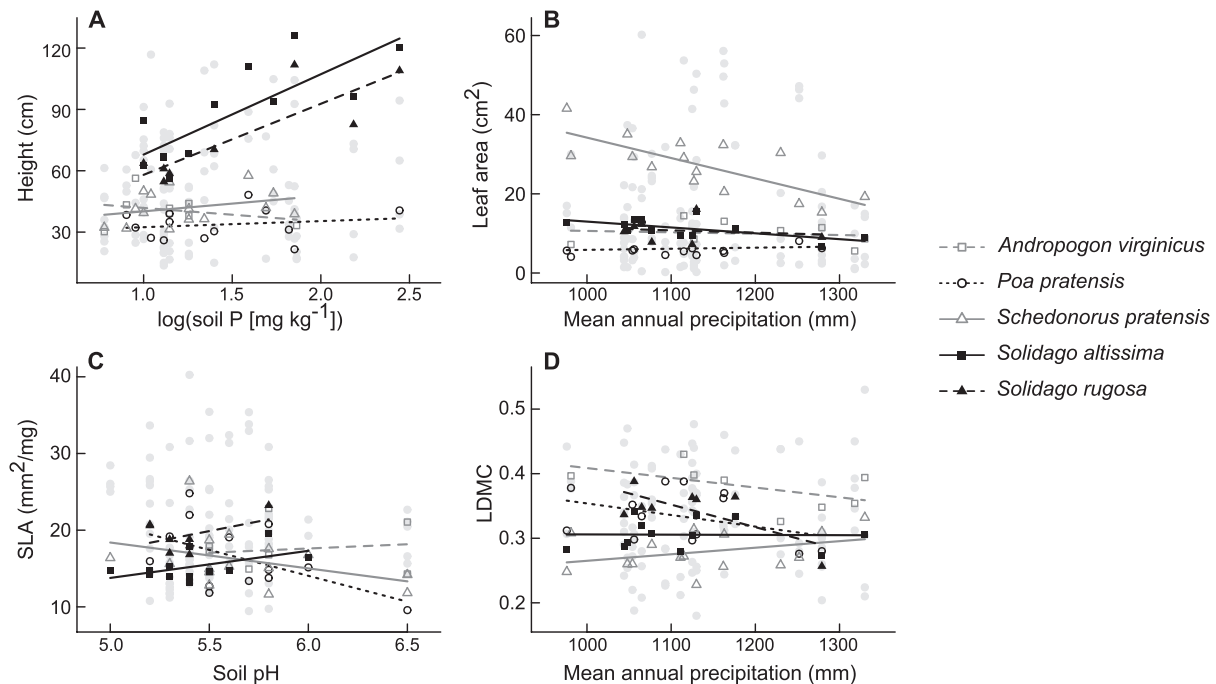 A
B
Height (cm)
120
90
60
30
1.0 1.5 2.0 2.5
log(soil P [mg kg⁻¹])
Leaf area (cm²)
60
40
20
0
1000 1100 1200 1300
Mean annual precipitation (mm)
C
D
SLA (mm²/mg)
40
30
20
10
5.0 5.5 6.0 6.5
Soil pH
LDMC
0.5
0.4
0.3
0.2
1000 1100 1200 1300
Mean annual precipitation (mm)
Andropogon virginicus
Poa pratensis
Schedonorus pratensis
Solidago altissima
Solidago rugosa